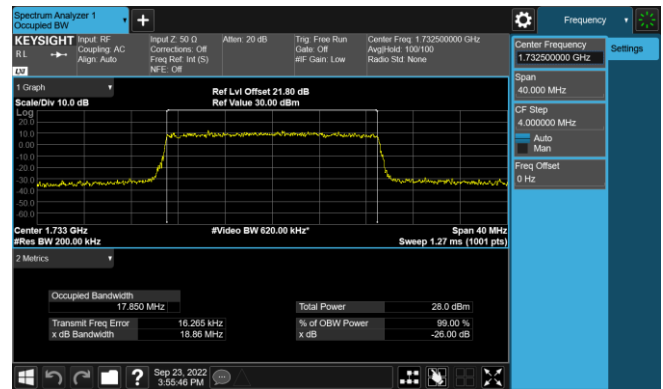 Spectrum Analyzer 1
Occupied BW
+
Frequency
KEYSIGHT
RL
LXI
Input: RF
Coupling: AC
Align: Auto
Input Z: 50 Ω
Corrections: Off
Freq Ref: Int (S)
NFE: Off
Atten: 20 dB
Trig: Free Run
Gate: Off
#IF Gain: Low
Center Freq: 1.732500000 GHz
Avg|Hold: 100/100
Radio Std: None
Center Frequency
1.732500000 GHz
Settings
Span
40.000 MHz
CF Step
4.000000 MHz
Auto
Man
Freq Offset
0 Hz
1 Graph
Scale/Div 10.0 dB
Ref Lvl Offset 21.80 dB
Ref Value 30.00 dBm
Log
20.0
10.0
0.00
-10.0
-20.0
-30.0
-40.0
-50.0
-60.0
Center 1.733 GHz
#Res BW 200.00 kHz
#Video BW 620.00 kHz*
Span 40 MHz
Sweep 1.27 ms (1001 pts)
2 Metrics
Occupied Bandwidth
17.850 MHz
Total Power 28.0 dBm
Transmit Freq Error 16.265 kHz
% of OBW Power 99.00 %
x dB Bandwidth 18.86 MHz
x dB -26.00 dB
?
Sep 23, 2022
3:55:46 PM